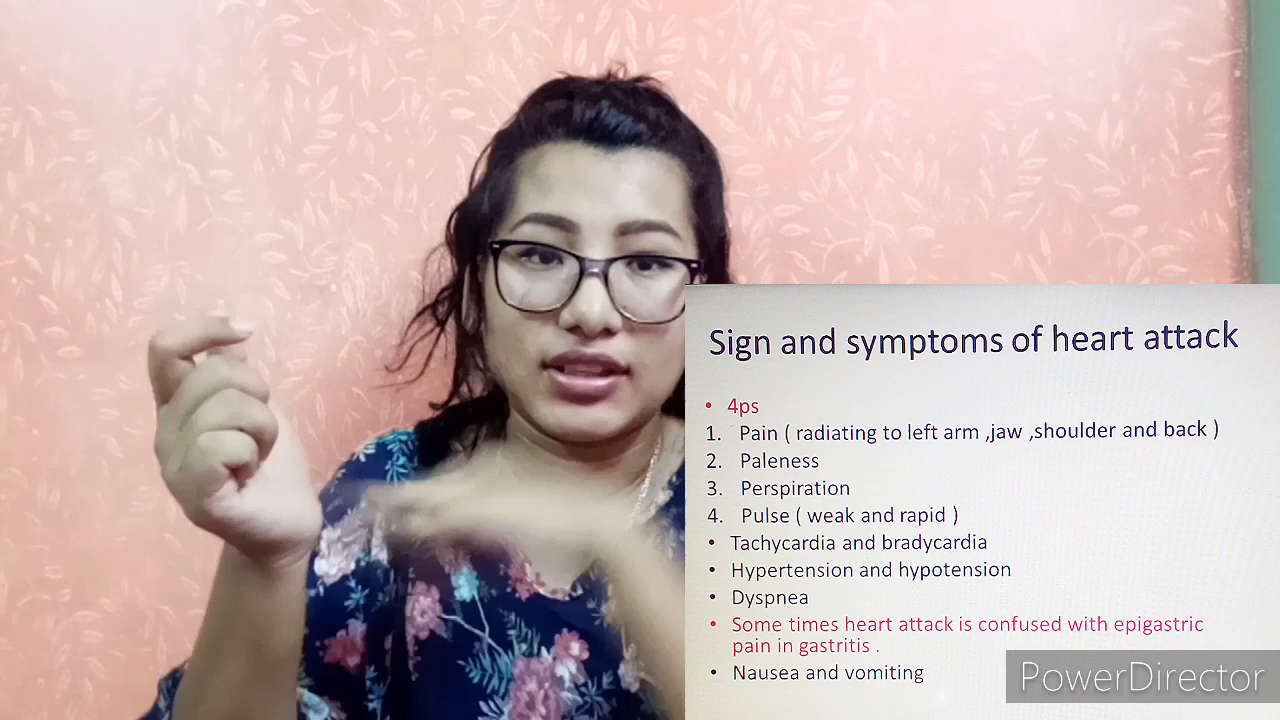 Sign and symptoms of heart attack
• 4ps
1. Pain ( radiating to left arm ,jaw ,shoulder and back )
2. Paleness
3. Perspiration
4. Pulse ( weak and rapid )
• Tachycardia and bradycardia
• Hypertension and hypotension
• Dyspnea
• Some times heart attack is confused with epigastric
pain in gastritis .
• Nausea and vomiting
PowerDirector